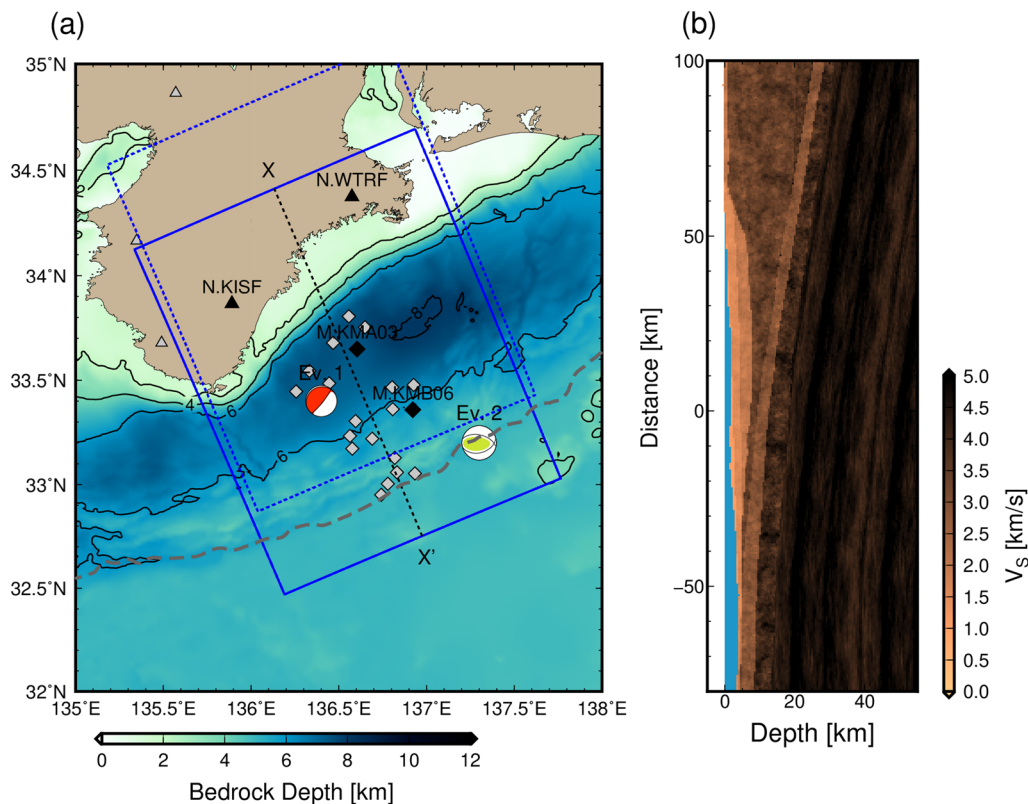 (a)
(b)
35°N
34.5°N
34°N
33.5°N
33°N
32.5°N
32°N
135°E
135.5°E
136°E
136.5°E
137°E
137.5°E
138°E
X
N.WTRF
N.KISF
8
M.KMA03
Ev. 1
M.KMB06
4
6
Ev. 2
6
X'
0
2
4
6
8
10
12
Bedrock Depth [km]
100
50
0
−50
Distance [km]
0
20
40
Depth [km]
5.0
4.5
4.0
3.5
3.0
2.5
2.0
1.5
1.0
0.5
0.0
VS [km/s]